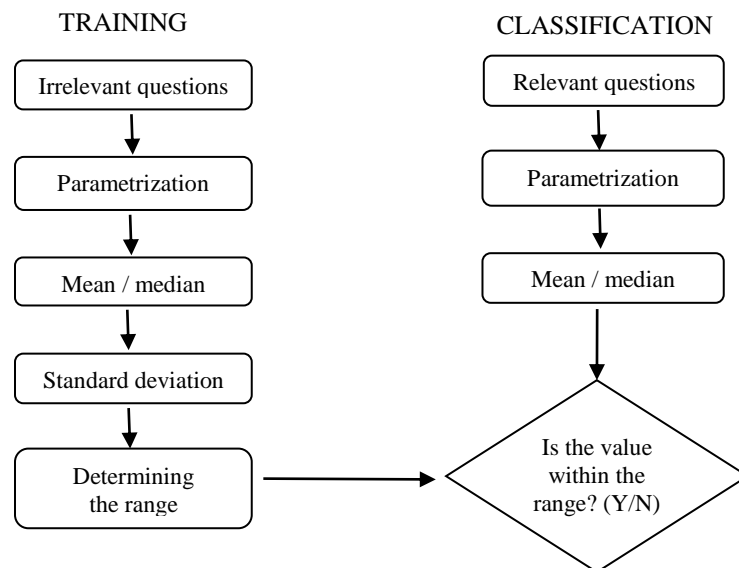 TRAINING
Irrelevant questions
Parametrization
Mean / median
Standard deviation
Determining
the range
CLASSIFICATION
Relevant questions
Parametrization
Mean / median
Is the value
within the
range? (Y/N)